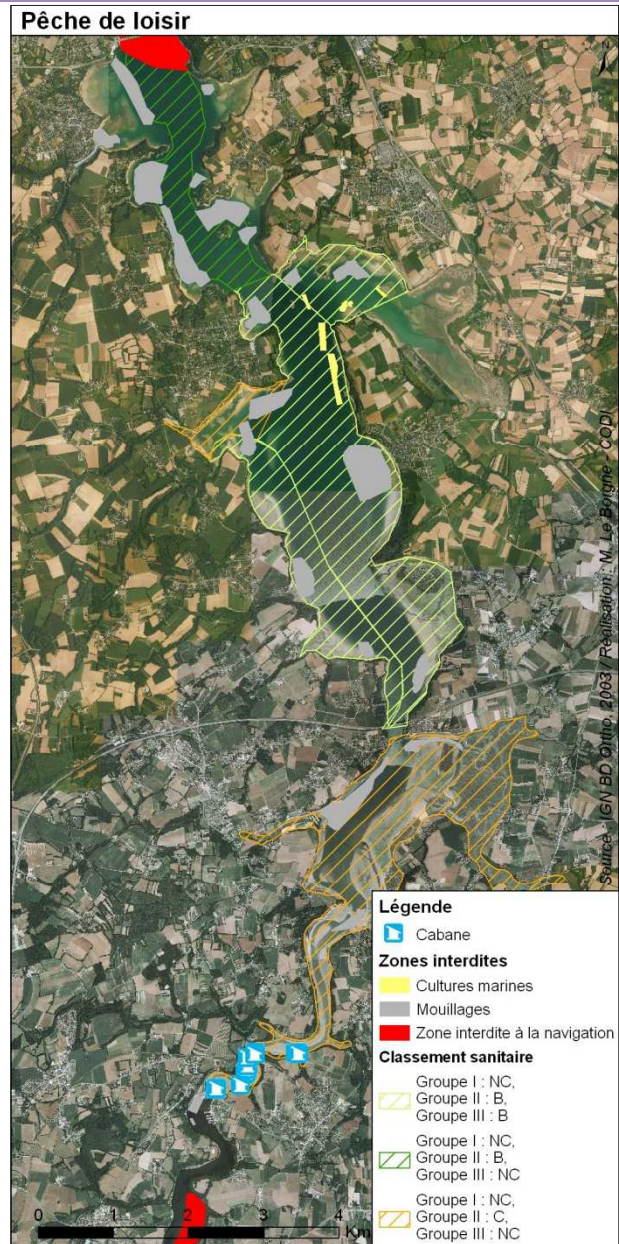 Pêche de loisir
N
Source : IGN BD Ortho, 2003 / Réalisation : M. Le Borgne - CODI
Légende
Cabane
Zones interdites
Cultures marines
Mouillages
Zone interdite à la navigation
Classement sanitaire
Groupe I : NC,
Groupe II : B,
Groupe III : B
Groupe I : NC,
Groupe II : B,
Groupe III : NC
Groupe I : NC,
Groupe II : C,
Groupe III : NC
0 1 2 3 4
Km